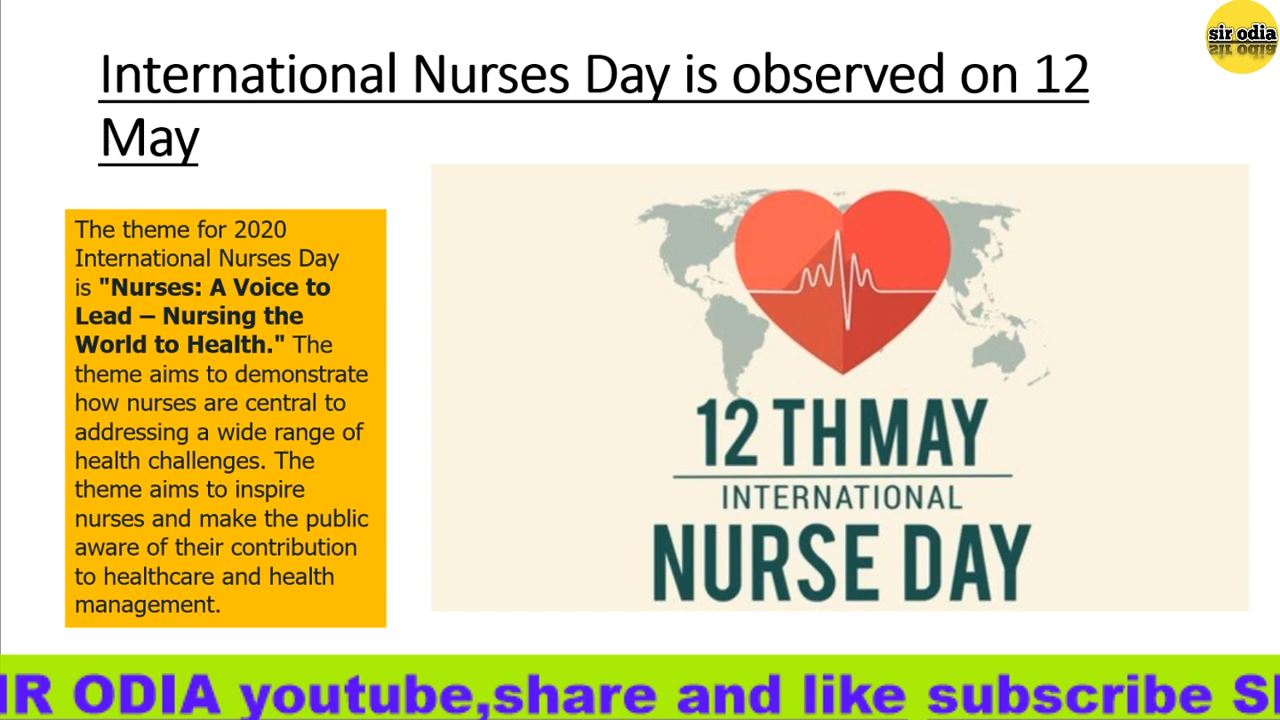 sir odia
International Nurses Day is observed on 12
May
The theme for 2020
International Nurses Day
is "Nurses: A Voice to
Lead – Nursing the
World to Health." The
theme aims to demonstrate
how nurses are central to
addressing a wide range of
health challenges. The
theme aims to inspire
nurses and make the public
aware of their contribution
to healthcare and health
management.
12 TH MAY
INTERNATIONAL
NURSE DAY
IR ODIA youtube,share and like subscribe S